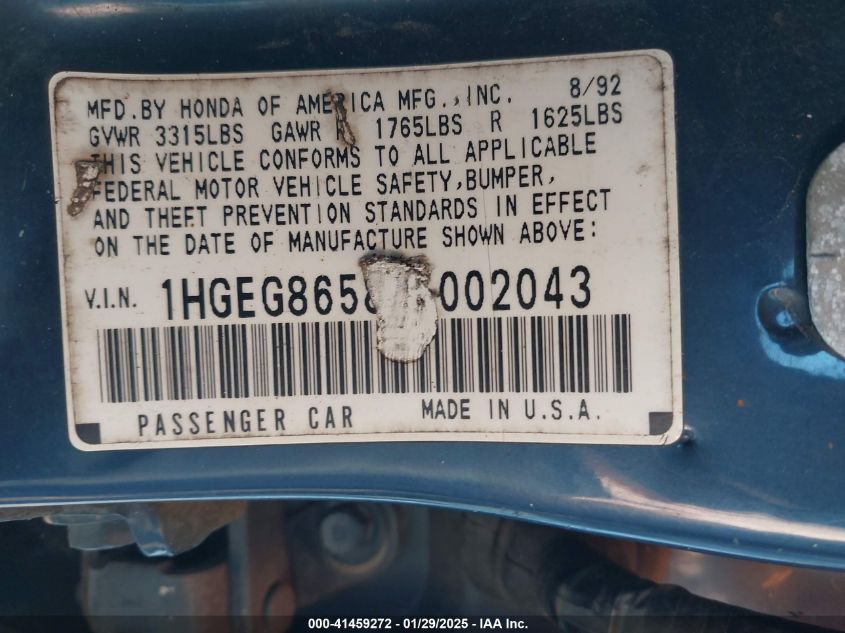 MFD.BY HONDA OF AMERICA MFG., INC. 8/92
GVWR 3315LBS GAWR 1765LBS R 1625LBS
THIS VEHICLE CONFORMS TO ALL APPLICABLE
FEDERAL MOTOR VEHICLE SAFETY,BUMPER,
AND THEFT PREVENTION STANDARDS IN EFFECT
ON THE DATE OF MANUFACTURE SHOWN ABOVE:
V.I.N.
PASSENGER CAR MADE IN U.S.A.
000-41459272 - 01/29/2025 - IAA Inc.